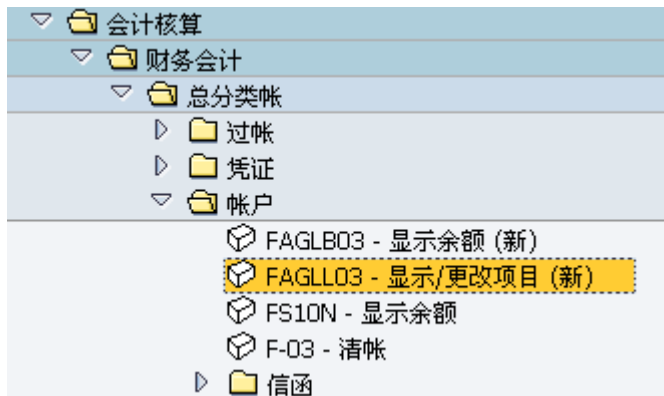 会计核算
财务会计
总分类帐
过帐
凭证
帐户
FAGLB03 - 显示余额 (新)
FAGLL03 - 显示/更改项目 (新)
FS10N - 显示余额
F-03 - 清帐
信函